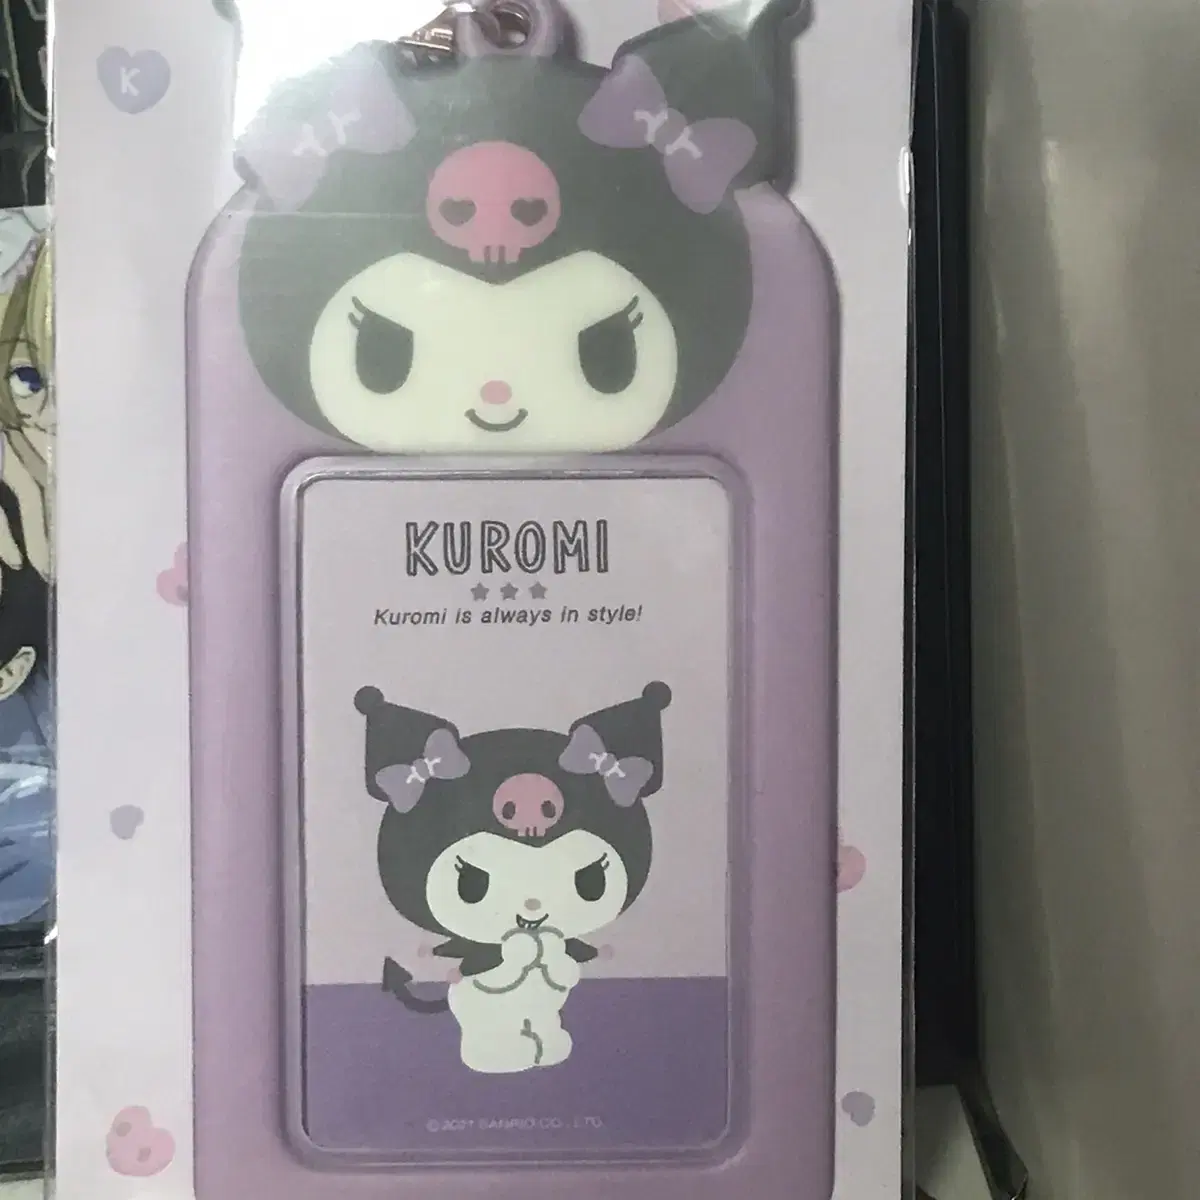 K
KUROMI
Kuromi is always in style!
©2021 SANRIO CO., LTD.